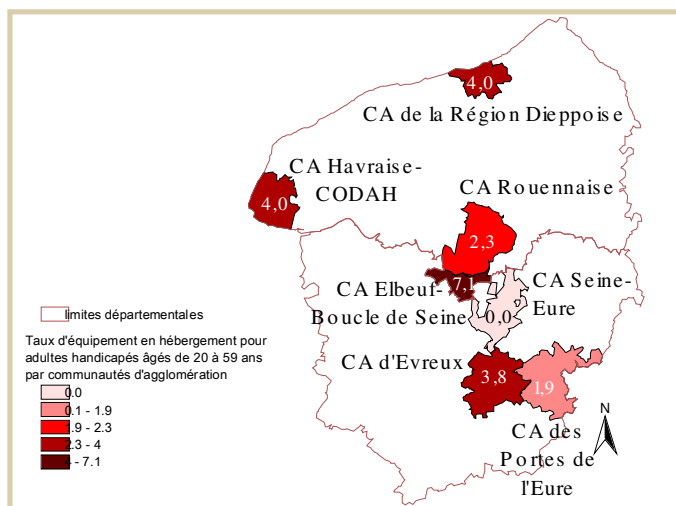 4,0
CA de la Région Dieppoise
CA Havraise-
CODAH
4,0
CA Rouennaise
2,3
7,1
CA Elbeuf-
Boucle de Seine
CA Seine-
Eure
0,0
CA d'Evreux
3,8
1,9
CA des
Portes de
l'Eure
N
limites départementales
Taux d'équipement en hébergement pour
adultes handicapés âgés de 20 à 59 ans
par communautés d'agglomération
0.0
0.1 - 1.9
1.9 - 2.3
2.3 - 4
4 - 7.1